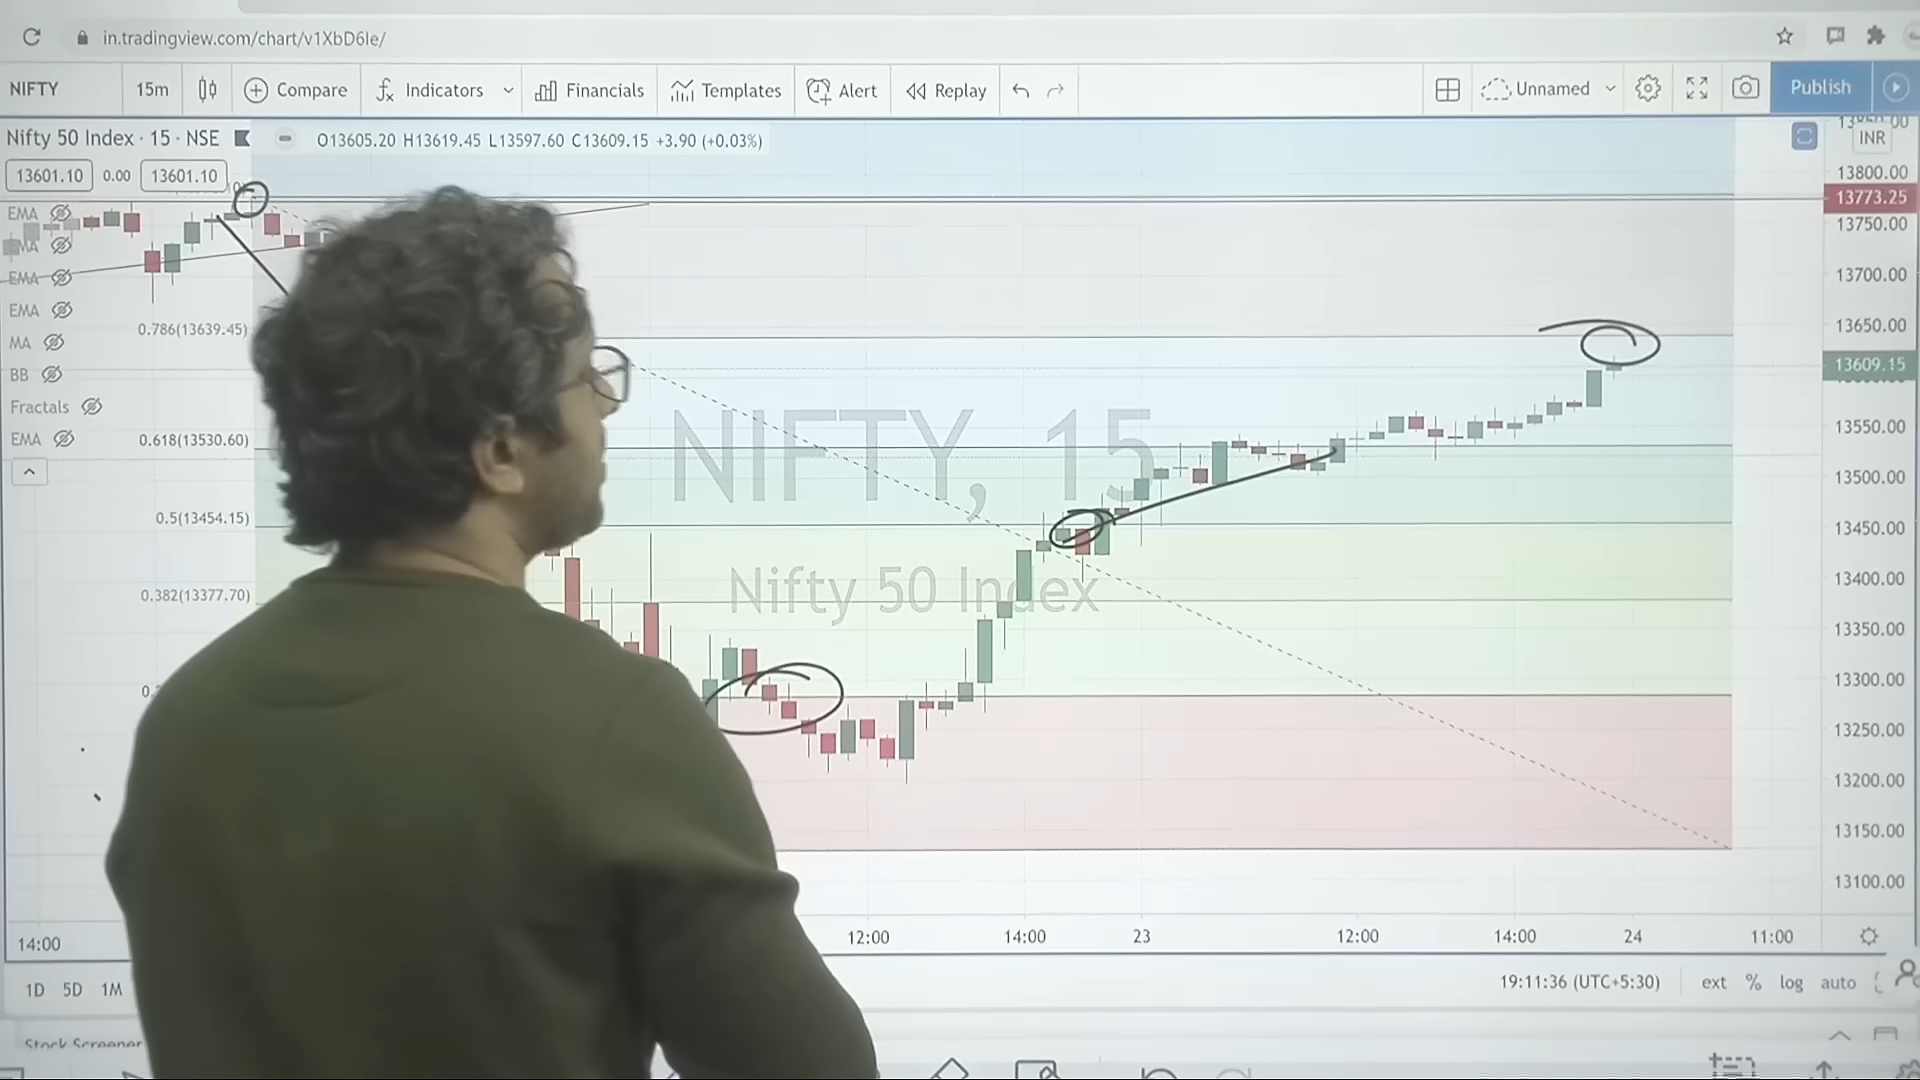 in.tradingview.com/chart/v1XbD6Ie/
NIFTY 15m Compare Indicators Financials Templates Alert Replay Unnamed Publish
Nifty 50 Index · 15 · NSE O13605.20 H13619.45 L13597.60 C13609.15 +3.90 (+0.03%)
INR
13601.10 0.00 13601.10
13800.00
13773.25
EMA
13750.00
EMA
13700.00
EMA
13650.00
0.786(13639.45)
MA
13609.15
BB
Fractals
NIFTY, 15
13550.00
EMA
0.618(13530.60)
13500.00
0.5(13454.15)
13450.00
Nifty 50 Index
13400.00
0.382(13377.70)
13350.00
13300.00
13250.00
13200.00
13150.00
13100.00
14:00 12:00 14:00 23 12:00 14:00 24 11:00
1D 5D 1M 19:11:36 (UTC+5:30) ext % log auto
Stock Screener